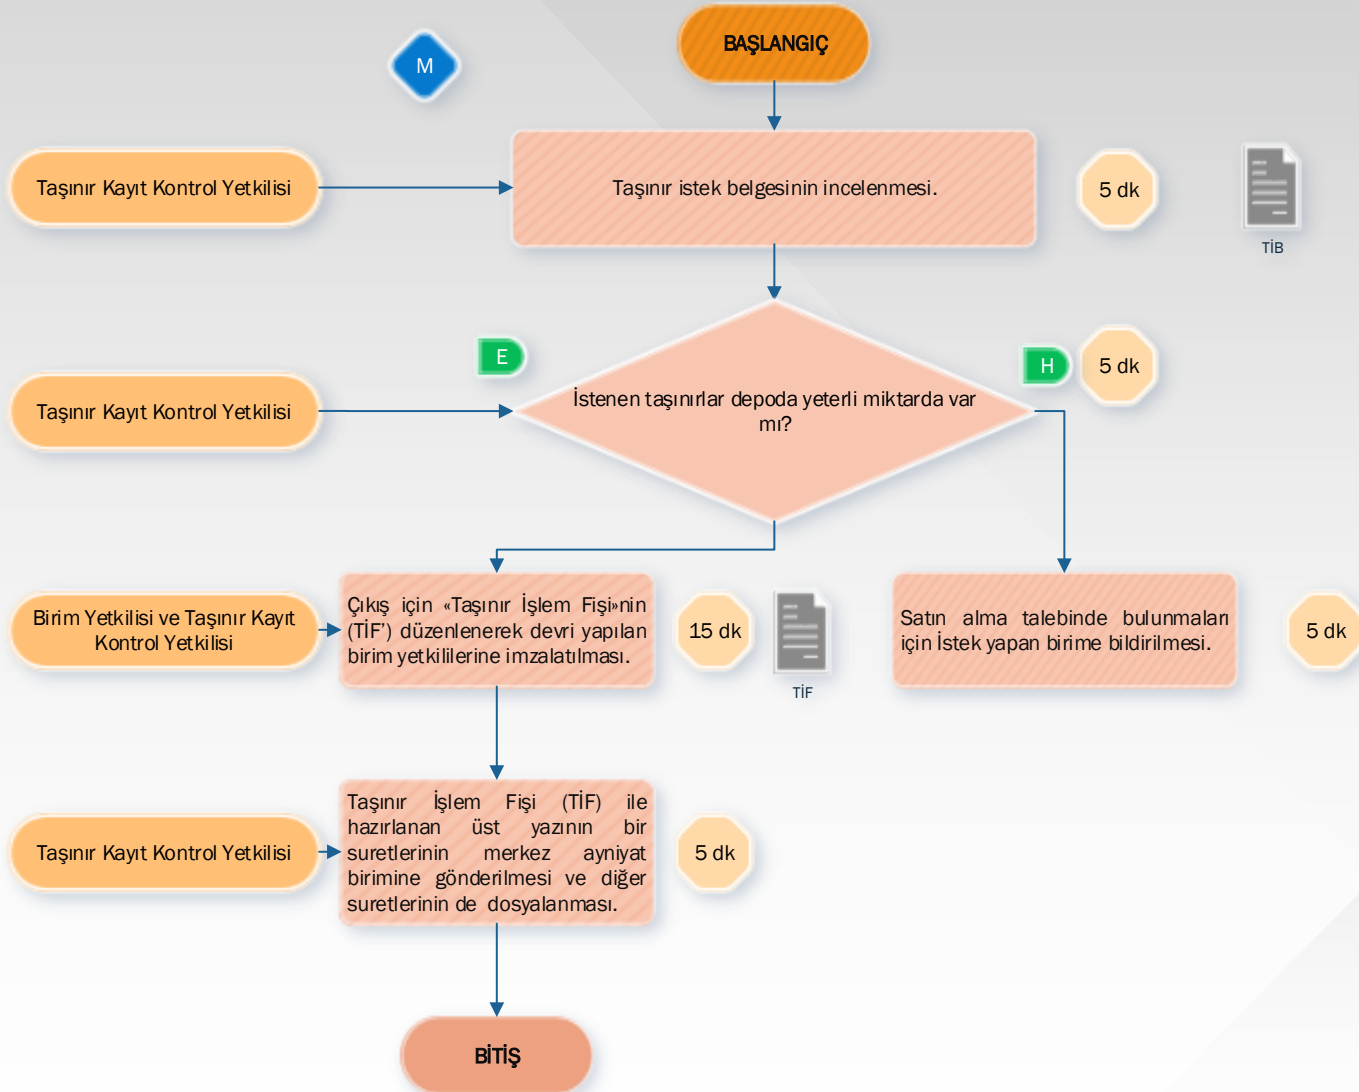 BAŞLANGIÇ
M
Taşınır Kayıt Kontrol Yetkilisi
Taşınır istek belgesinin incelenmesi.
5 dk
TİB
E
H
5 dk
Taşınır Kayıt Kontrol Yetkilisi
İstenen taşınırlar depoda yeterli miktarda var
mı?
Birim Yetkilisi ve Taşınır Kayıt
Kontrol Yetkilisi
Çıkış için «Taşınır İşlem Fişi»nin
(TİF’) düzenlenerek devri yapılan
birim yetkililerine imzalatılması.
15 dk
TİF
Satın alma talebinde bulunmaları
için İstek yapan birime bildirilmesi.
5 dk
Taşınır Kayıt Kontrol Yetkilisi
Taşınır İşlem Fişi (TİF) ile
hazırlanan üst yazının bir
suretlerinin merkez ayniyat
birimine gönderilmesi ve diğer
suretlerinin de dosyalanması.
5 dk
BİTİŞ